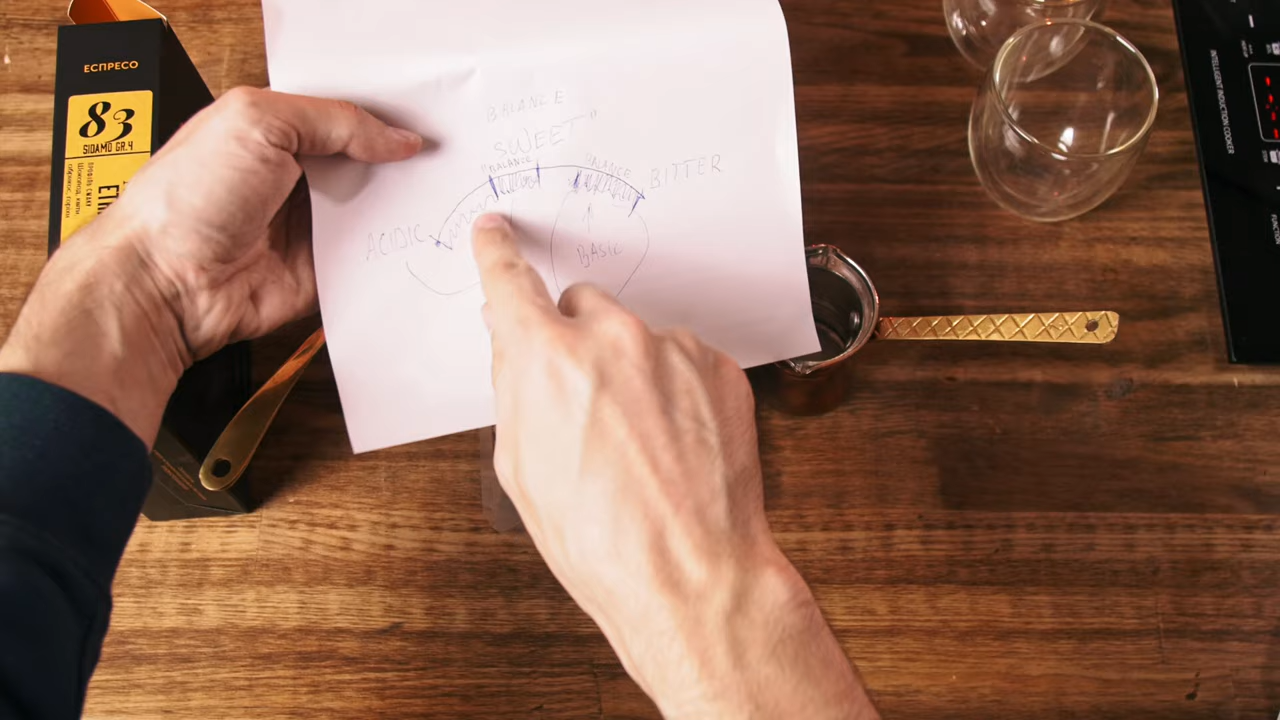 ЕСПРЕСО
83
SIDAMO GR.4
BALANCE
"SWEET"
BALANCE
BALANCE
BITTER
ACIDIC
BASIC
INTELLIGENT INDUCTION COOKER